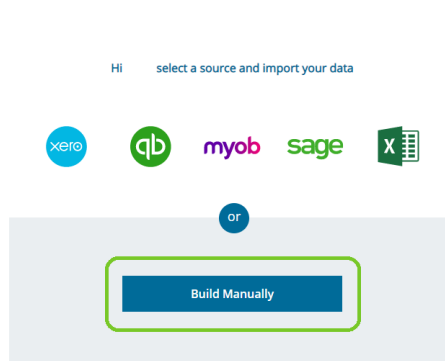 Hi select a source and import your data
xero qb myob sage X
or
Build Manually